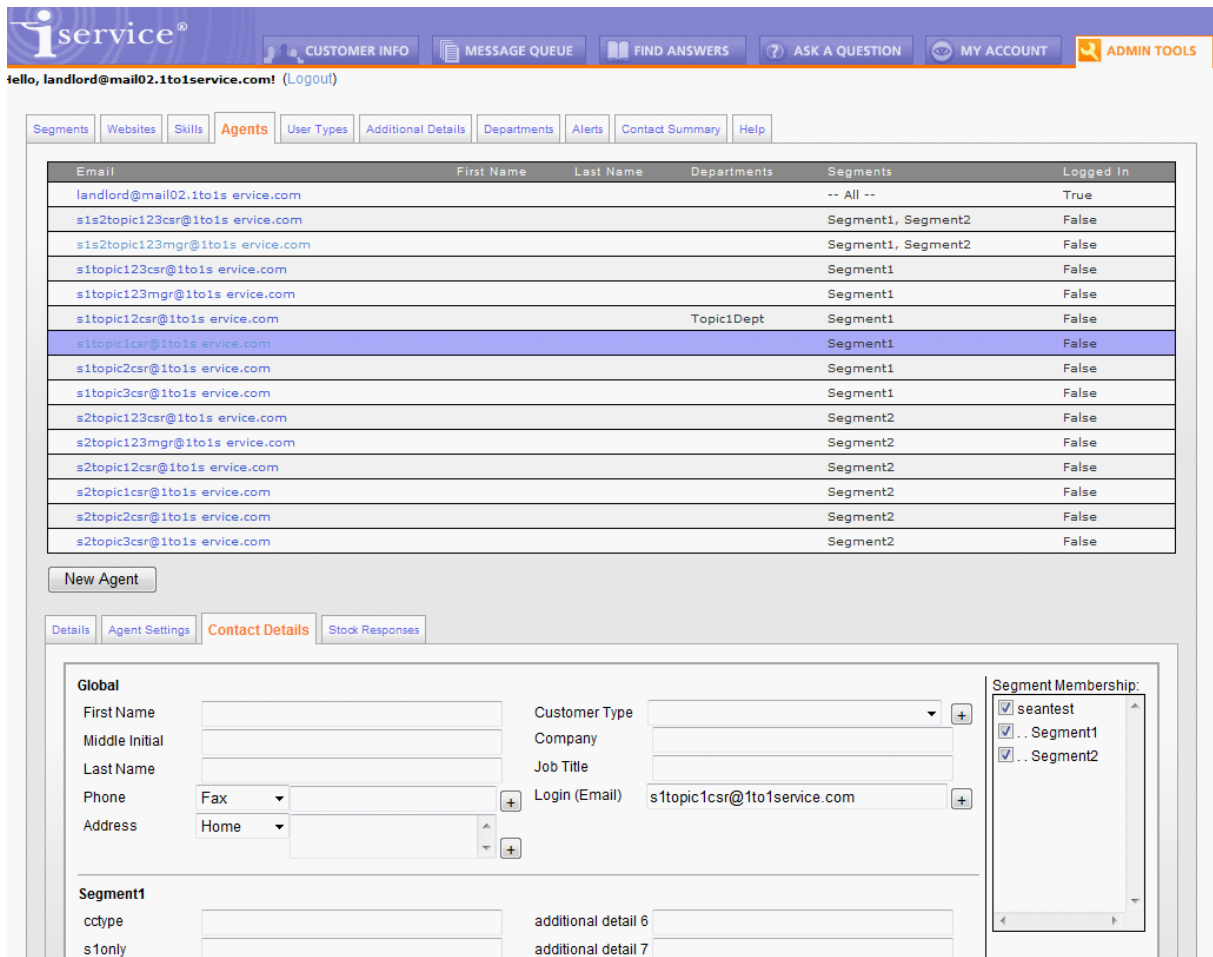 iservice®
CUSTOMER INFO MESSAGE QUEUE FIND ANSWERS ? ASK A QUESTION MY ACCOUNT ADMIN TOOLS
Hello, landlord@mail02.1to1service.com! (Logout)
Segments Websites Skills Agents User Types Additional Details Departments Alerts Contact Summary Help
Email First Name Last Name Departments Segments Logged In
landlord@mail02.1to1s ervice.com -- All -- True
s1s2topic123csr@1to1s ervice.com Segment1, Segment2 False
s1s2topic123mgr@1to1s ervice.com Segment1, Segment2 False
s1topic123csr@1to1s ervice.com Segment1 False
s1topic123mgr@1to1s ervice.com Segment1 False
s1topic12csr@1to1s ervice.com Topic1Dept Segment1 False
s1topic1csr@1to1s ervice.com Segment1 False
s1topic2csr@1to1s ervice.com Segment1 False
s1topic3csr@1to1s ervice.com Segment1 False
s2topic123csr@1to1s ervice.com Segment2 False
s2topic123mgr@1to1s ervice.com Segment2 False
s2topic12csr@1to1s ervice.com Segment2 False
s2topic1csr@1to1s ervice.com Segment2 False
s2topic2csr@1to1s ervice.com Segment2 False
s2topic3csr@1to1s ervice.com Segment2 False
New Agent
Details Agent Settings Contact Details Stock Responses
Global Segment Membership:
First Name Customer Type + seantest
Middle Initial Company . . Segment1
Last Name Job Title . . Segment2
Phone Fax + Login (Email) s1topic1csr@1to1service.com +
Address Home +
Segment1
cctype additional detail 6
s1only additional detail 7